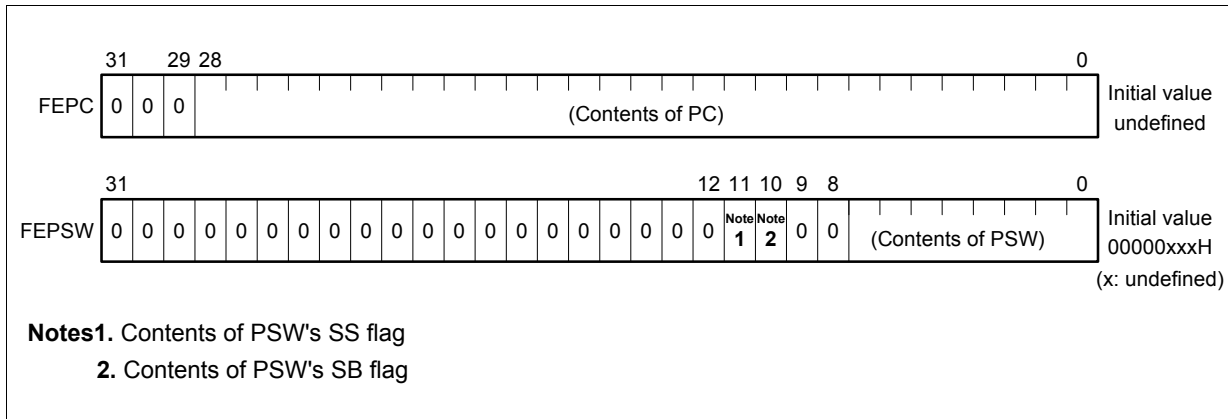 31 29 28 0
FEPC 0 0 0 (Contents of PC) Initial value
undefined
31 12 11 10 9 8 0
FEPSW 0 0 0 0 0 0 0 0 0 0 0 0 0 0 0 0 0 0 0 0 Note 1 Note 2 0 0 (Contents of PSW) Initial value
00000xxxH
(x: undefined)
Notes1. Contents of PSW's SS flag
2. Contents of PSW's SB flag